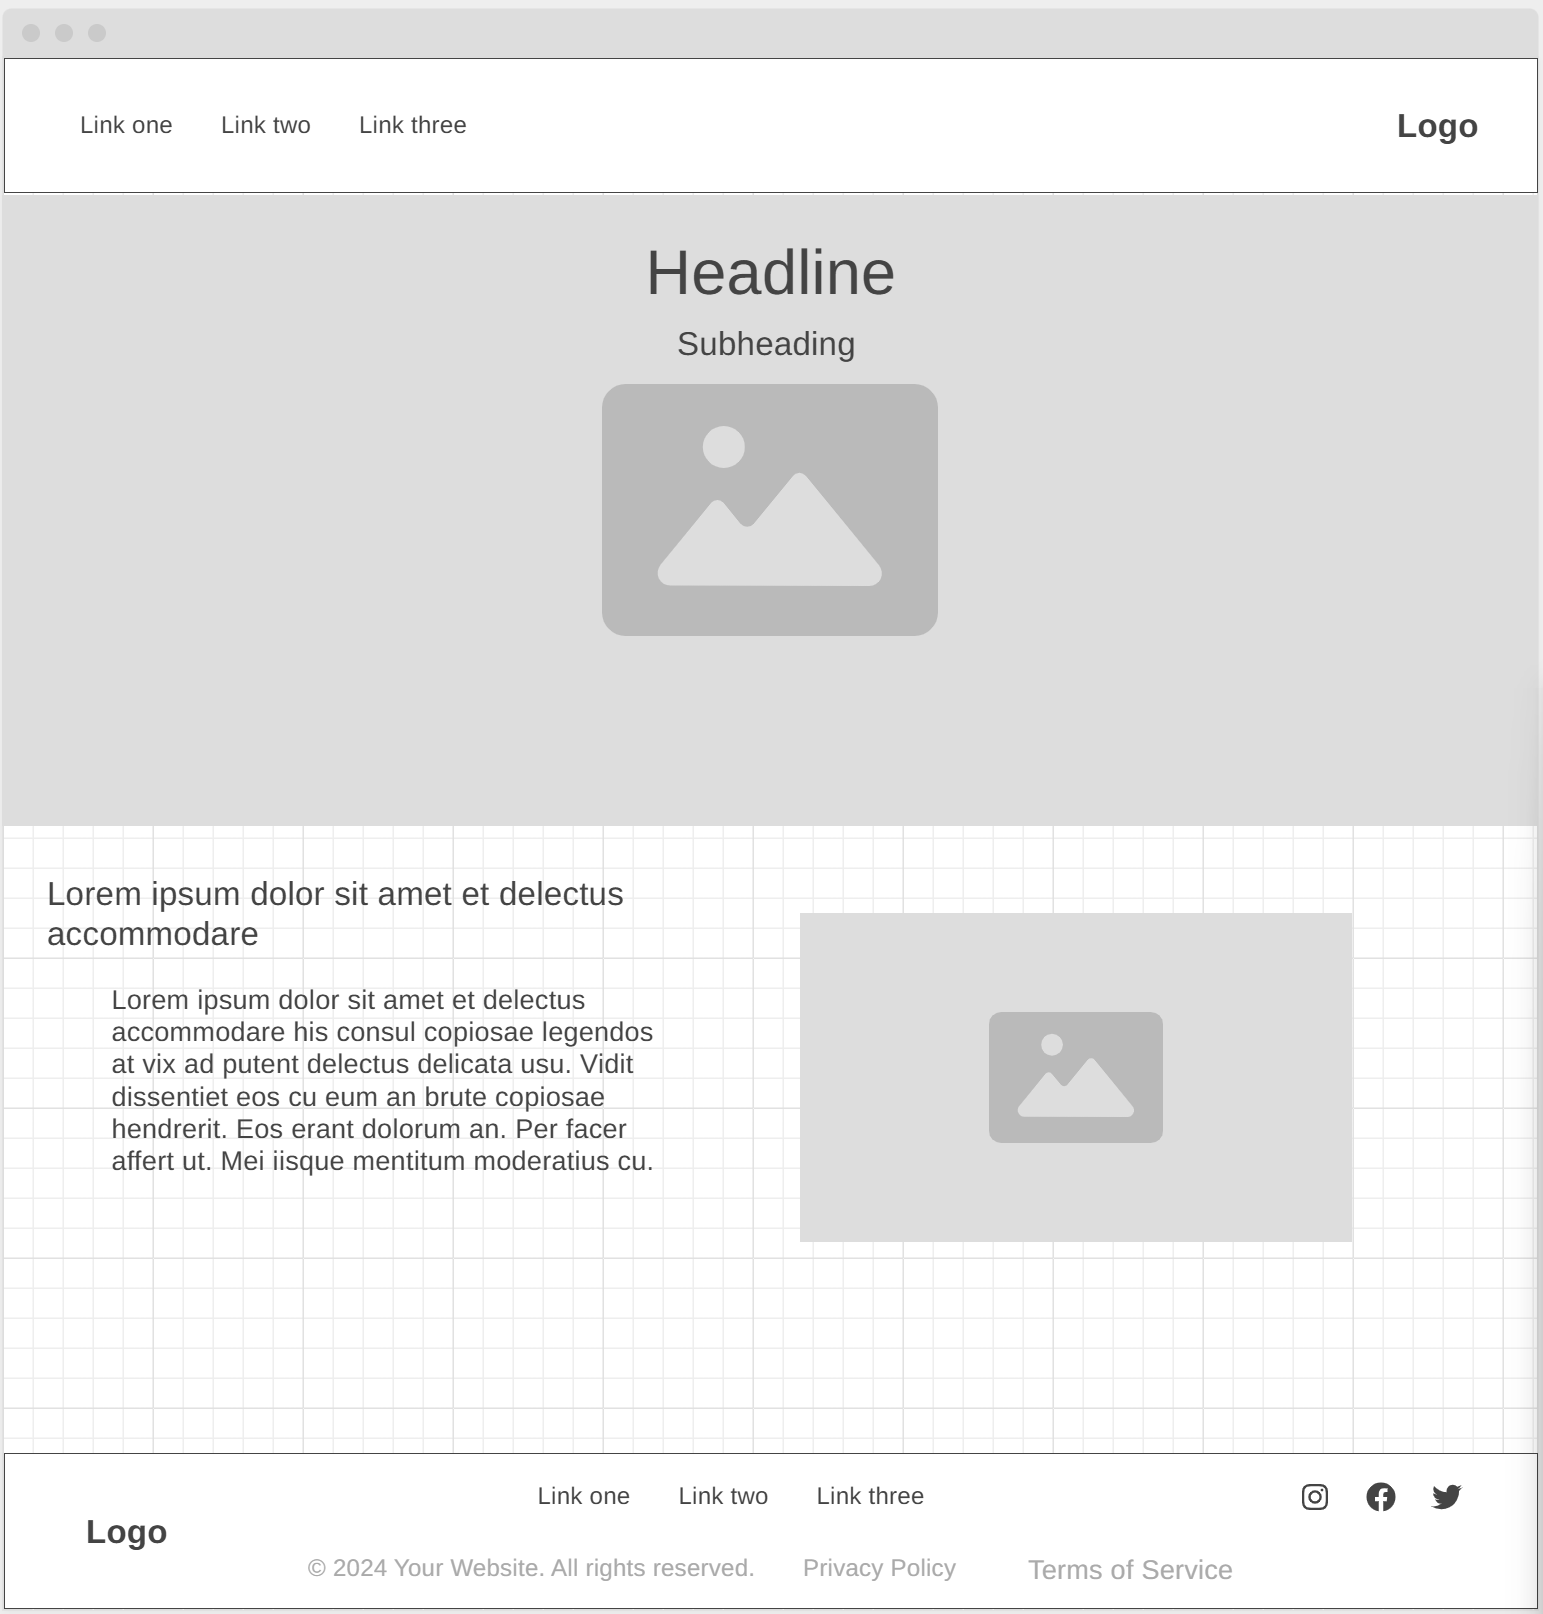 Link one Link two Link three Logo
Headline
Subheading
Lorem ipsum dolor sit amet et delectus
accommodare
Lorem ipsum dolor sit amet et delectus
accommodare his consul copiosae legendos
at vix ad putent delectus delicata usu. Vidit
dissentiet eos cu eum an brute copiosae
hendrerit. Eos erant dolorum an. Per facer
affert ut. Mei iisque mentitum moderatius cu.
Link one Link two Link three
Logo
© 2024 Your Website. All rights reserved. Privacy Policy Terms of Service